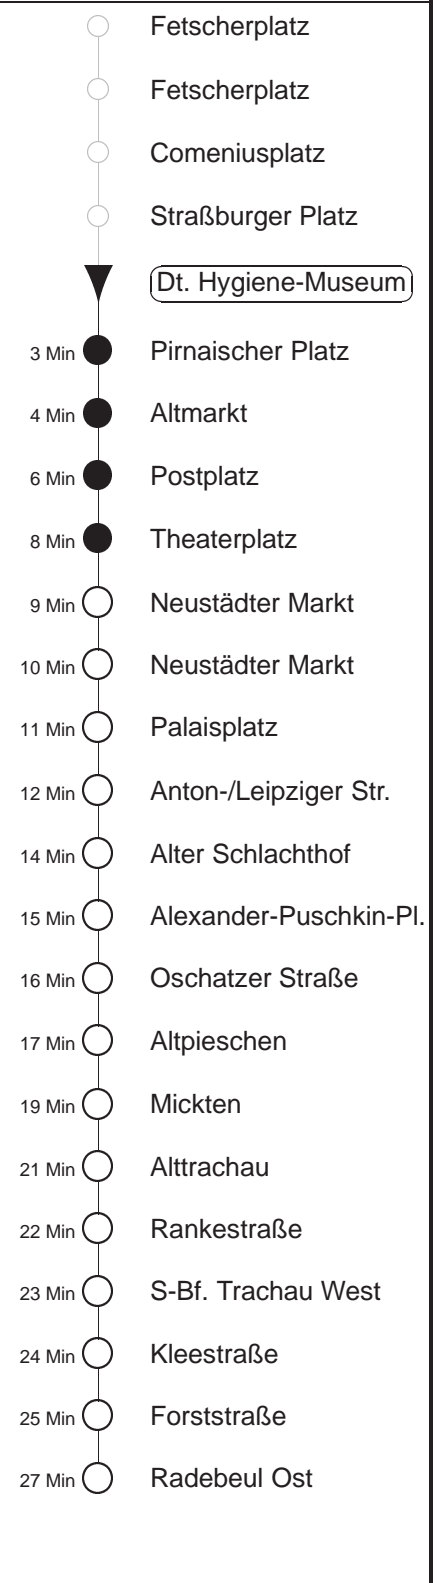 Fetscherplatz
Fetscherplatz
Comeniusplatz
Straßburger Platz
Dt. Hygiene-Museum
3 Min Pirnaischer Platz
4 Min Altmarkt
6 Min Postplatz
8 Min Theaterplatz
9 Min Neustädter Markt
10 Min Neustädter Markt
11 Min Palaisplatz
12 Min Anton-/Leipziger Str.
14 Min Alter Schlachthof
15 Min Alexander-Puschkin-Pl.
16 Min Oschatzer Straße
17 Min Altpieschen
19 Min Mickten
21 Min Alttrachau
22 Min Rankestraße
23 Min S-Bf. Trachau West
24 Min Kleestraße
25 Min Forststraße
27 Min Radebeul Ost